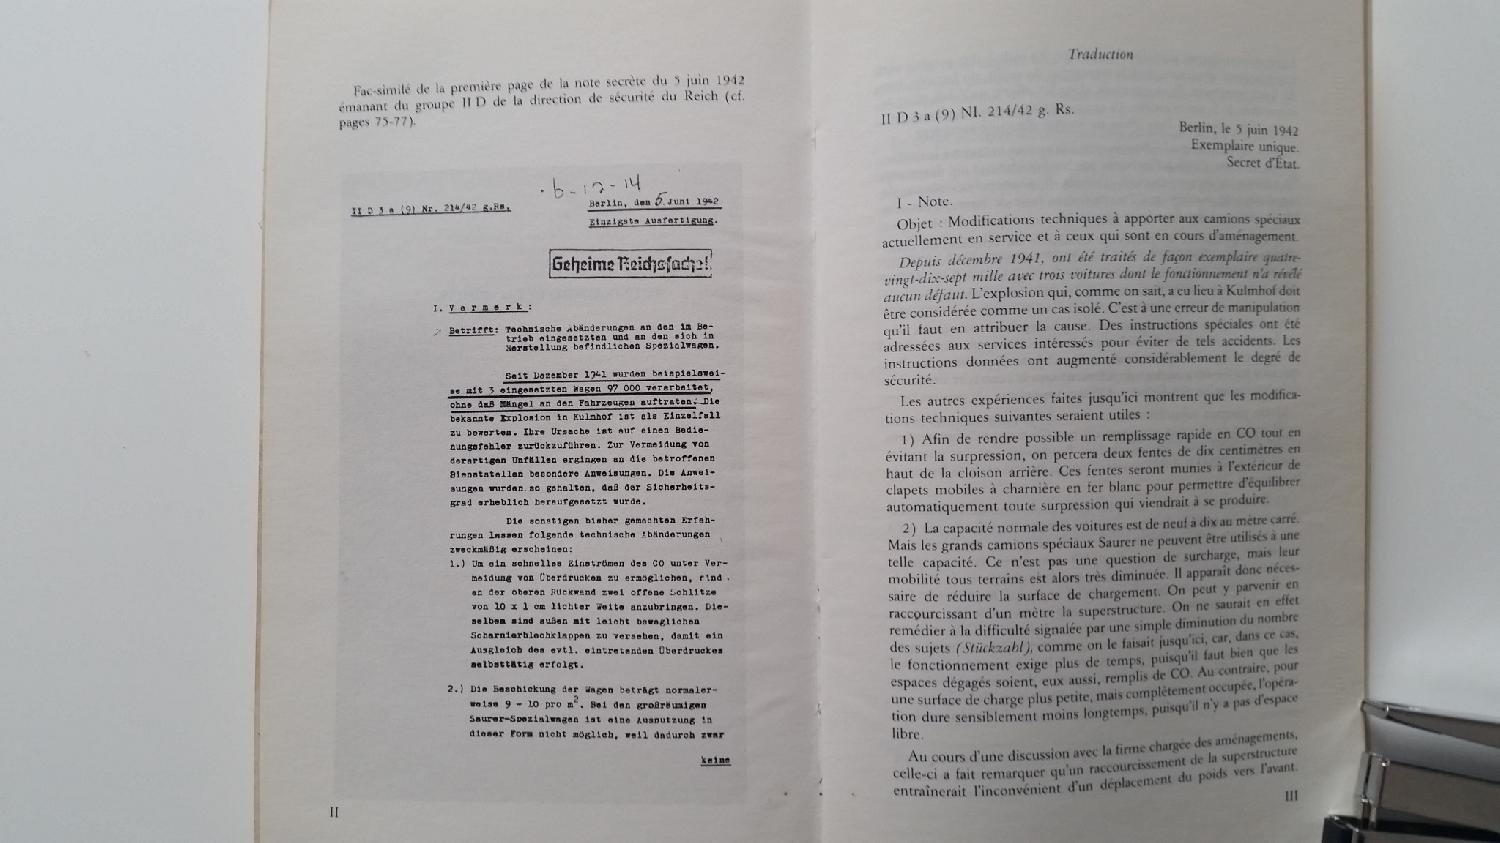 Fac-similé de la première page de la note secrète du 5 juin 1942
émanant du groupe II D de la direction de sécurité du Reich (cf.
pages 75-77).
6-12-14
II D 3 a (9) Nr. 214/42 g.Rs.
Berlin, den 5. Juni 1942
Einzigste Ausfertigung.
Geheime Reichssache!
I. Vermerk:
Betrifft: Technische Abänderungen an den im Be-
trieb eingesetzten und an den sich in
Herstellung befindlichen Spezialwagen.
Seit Dezember 1941 wurden beispielswei-
se mit 3 eingesetzten Wagen 97 000 verarbeitet,
ohne daß Mängel an den Fahrzeugen auftraten. Die
bekannte Explosion in Kulmhof ist als Einzelfall
zu bewerten. Ihre Ursache ist auf einen Bedie-
nungsfehler zurückzuführen. Zur Vermeidung von
derartigen Unfällen ergingen an die betroffenen
Dienststellen besondere Anweisungen. Die Anwei-
sungen wurden so gehalten, daß der Sicherheits-
grad erheblich heraufgesetzt wurde.
Die sonstigen bisher gemachten Erfah-
rungen lassen folgende technische Abänderungen
zweckmäßig erscheinen:
1.) Um ein schnelles Einströmen des CO unter Ver-
meidung von Überdrucken zu ermöglichen, sind
an der oberen Rückwand zwei offene Schlitze
von 10 x 1 cm lichter Weite anzubringen. Die-
selben sind außen mit leicht beweglichen
Scharnierblechklappen zu versehen, damit ein
Ausgleich des evtl. eintretenden Überdruckes
selbsttätig erfolgt.
2.) Die Beschickung der Wagen beträgt normaler-
weise 9 - 10 pro m². Bei den großräumigen
Saurer-Spezialwagen ist eine Ausnutzung in
dieser Form nicht möglich, weil dadurch zwar
keine
II
Traduction
II D 3 a (9) NI. 214/42 g. Rs.
Berlin, le 5 juin 1942
Exemplaire unique.
Secret d'État.
I - Note.
Objet : Modifications techniques à apporter aux camions spéciaux
actuellement en service et à ceux qui sont en cours d'aménagement.
Depuis décembre 1941, ont été traités de façon exemplaire quatre-
vingt-dix-sept mille avec trois voitures dont le fonctionnement n'a révélé
aucun défaut. L'explosion qui, comme on sait, a eu lieu à Kulmhof doit
être considérée comme un cas isolé. C'est à une erreur de manipulation
qu'il faut en attribuer la cause. Des instructions spéciales ont été
adressées aux services intéressés pour éviter de tels accidents. Les
instructions données ont augmenté considérablement le degré de
sécurité.
Les autres expériences faites jusqu'ici montrent que les modifica-
tions techniques suivantes seraient utiles :
1) Afin de rendre possible un remplissage rapide en CO tout en
évitant la surpression, on percera deux fentes de dix centimètres en
haut de la cloison arrière. Ces fentes seront munies à l'extérieur de
clapets mobiles à charnière en fer blanc pour permettre d'équilibrer
automatiquement toute surpression qui viendrait à se produire.
2) La capacité normale des voitures est de neuf à dix au mètre carré.
Mais les grands camions spéciaux Saurer ne peuvent être utilisés à une
telle capacité. Ce n'est pas une question de surcharge, mais leur
mobilité tous terrains est alors très diminuée. Il apparaît donc néces-
saire de réduire la surface de chargement. On peut y parvenir en
raccourcissant d'un mètre la superstructure. On ne saurait en effet
remédier à la difficulté signalée par une simple diminution du nombre
des sujets (Stückzahl), comme on le faisait jusqu'ici, car, dans ce cas,
le fonctionnement exige plus de temps, puisqu'il faut bien que les
espaces dégagés soient, eux aussi, remplis de CO. Au contraire, pour
une surface de charge plus petite, mais complètement occupée, l'opéra-
tion dure sensiblement moins longtemps, puisqu'il n'y a pas d'espace
libre.
Au cours d'une discussion avec la firme chargée des aménagements,
celle-ci a fait remarquer qu'un raccourcissement de la superstructure
entraînerait l'inconvénient d'un déplacement du poids vers l'avant.
III